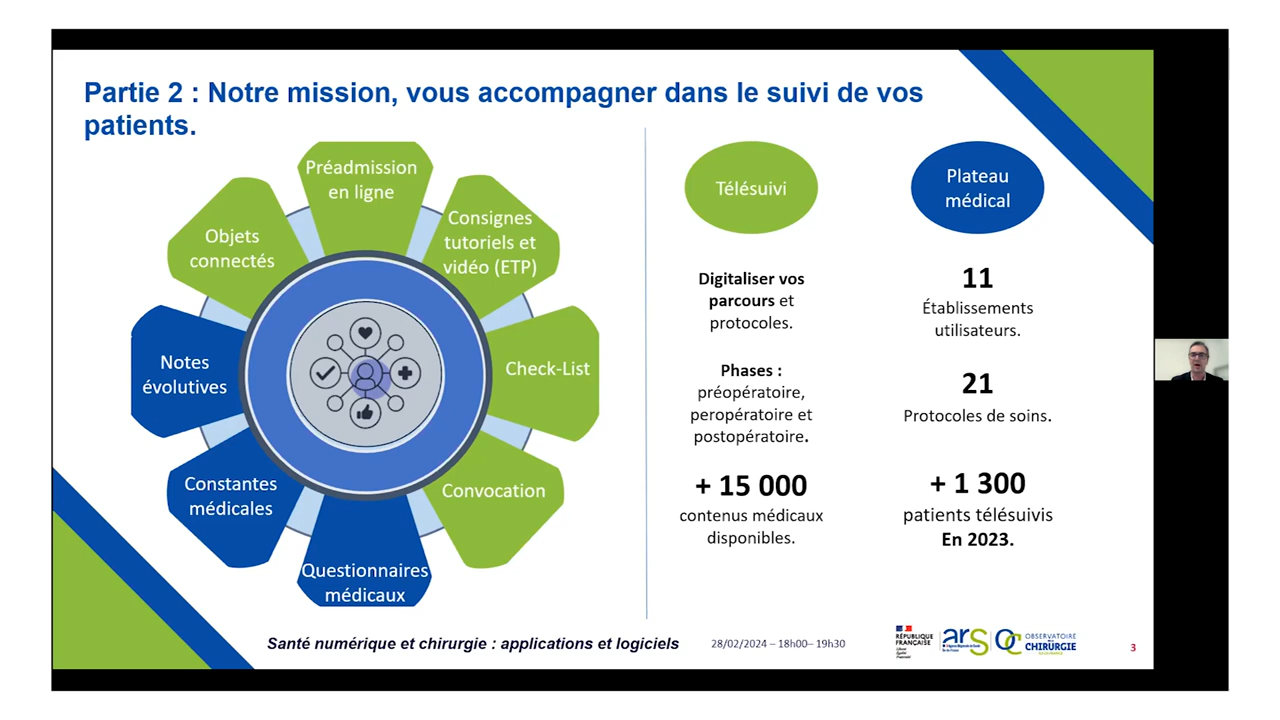 Partie 2 : Notre mission, vous accompagner dans le suivi de vos
patients.
Préadmission
en ligne
Consignes
tutoriels et
vidéo (ETP)
Check-List
Convocation
Questionnaires
médicaux
Constantes
médicales
Notes
évolutives
Objets
connectés
Télésuivi
Digitaliser vos
parcours et
protocoles.
Phases :
préopératoire,
peropératoire et
postopératoire.
+ 15 000
contenus médicaux
disponibles.
Plateau
médical
11
Établissements
utilisateurs.
21
Protocoles de soins.
+ 1 300
patients télésuivis
En 2023.
Santé numérique et chirurgie : applications et logiciels
28/02/2024 – 18h00– 19h30
RÉPUBLIQUE
FRANÇAISE
Liberté
Égalité
Fraternité
ars
OC
OBSERVATOIRE
CHIRURGIE
3